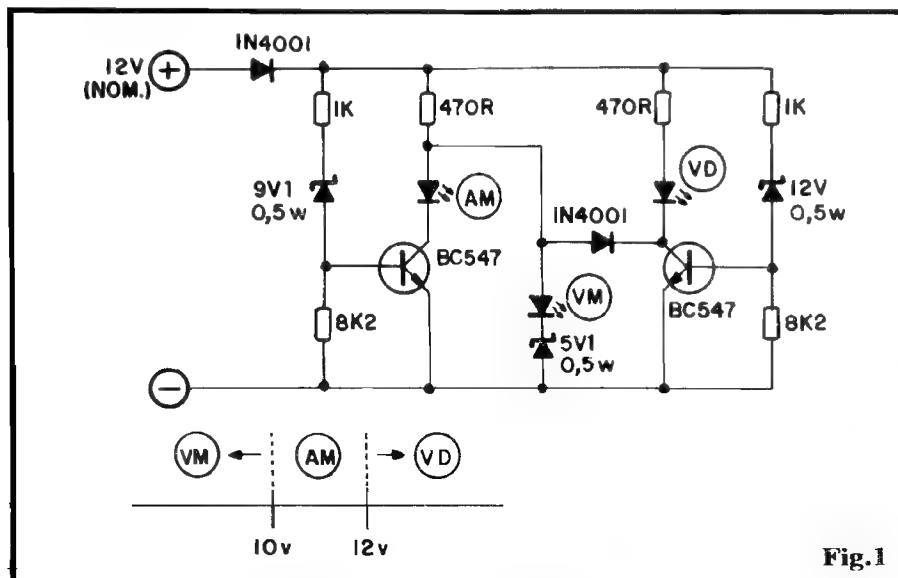 1N4001
12V
(NOM.)
+
1K
470R
470R
1K
9V1
0,5w
AM
VD
12V
0,5w
1N4001
BC547
BC547
VM
8K2
8K2
5V1
0,5w
−
VM
AM
VD
10v
12v
Fig.1